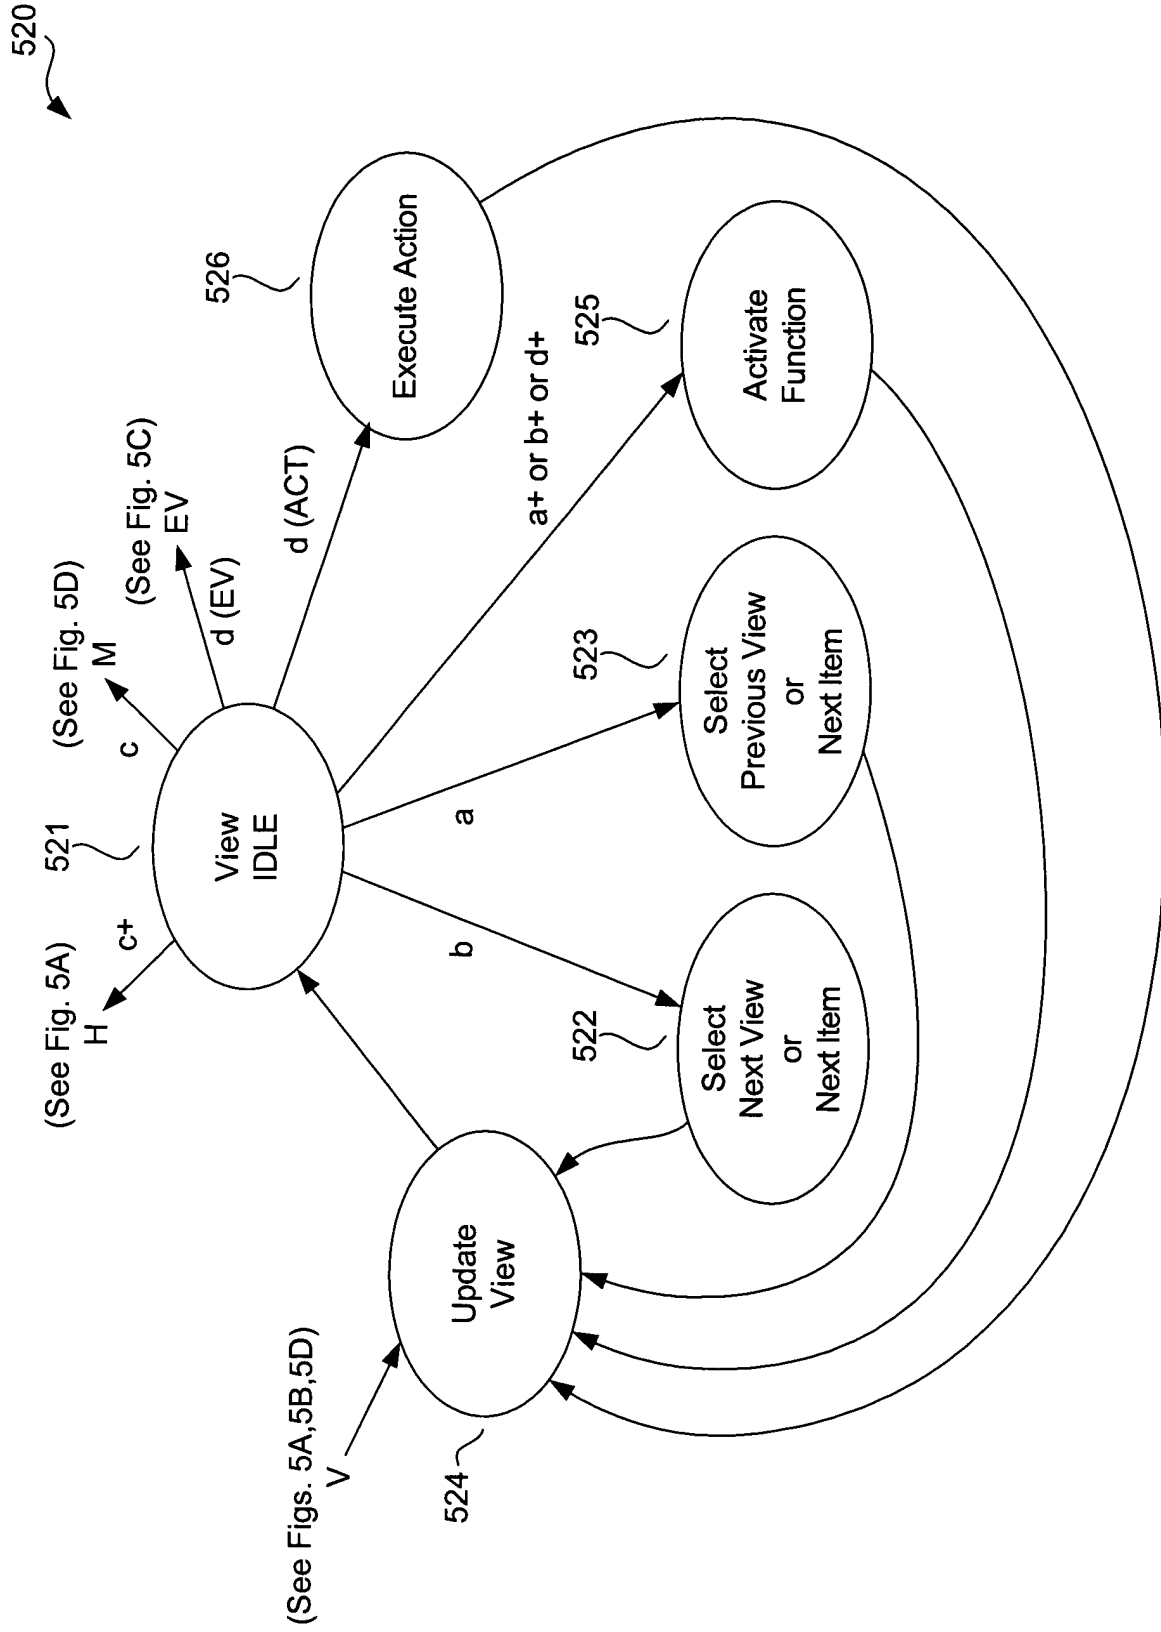 520
(See Fig. 5A)
H
c+
521
View
IDLE
c
(See Fig. 5D)
M
(See Fig. 5C)
EV
d (EV)
d (ACT)
526
Execute Action
a+ or b+ or d+
a
b
(See Figs. 5A,5B,5D)
V
524
Update
View
522
Select
Next View
or
Next Item
523
Select
Previous View
or
Next Item
525
Activate
Function